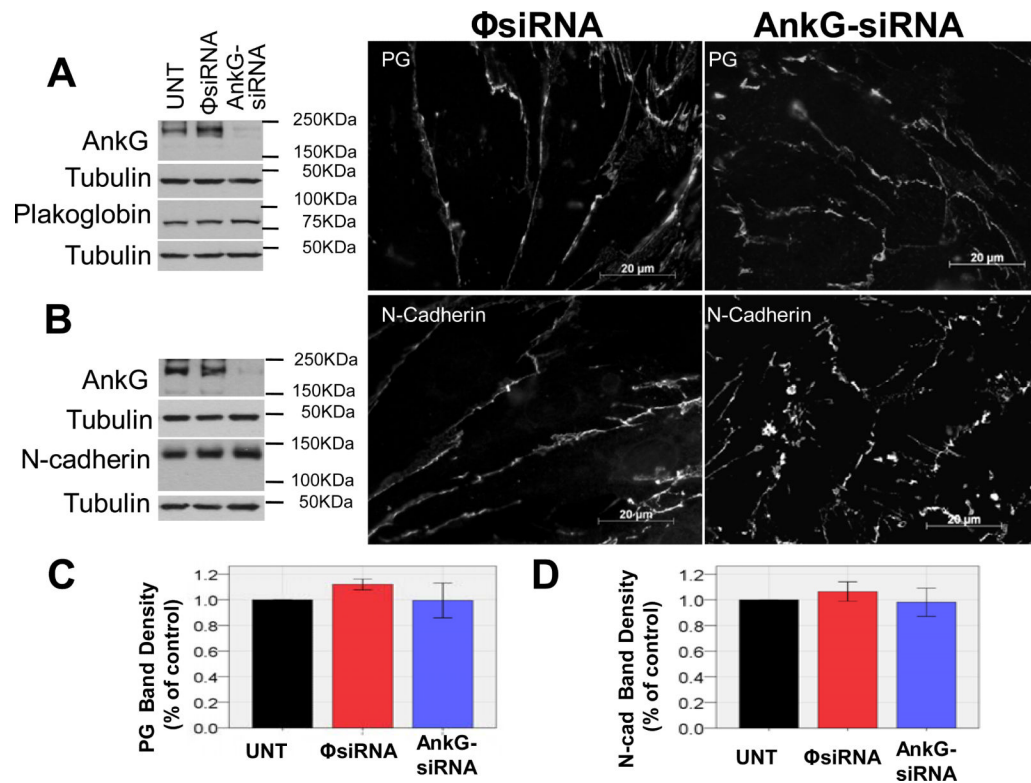 ΦsiRNA
AnkG-siRNA
A
UNT
ΦsiRNA
AnkG-
siRNA
AnkG
250KDa
150KDa
Tubulin
50KDa
Plakoglobin
100KDa
75KDa
Tubulin
50KDa
PG
20 µm
PG
20 µm
B
AnkG
250KDa
150KDa
Tubulin
50KDa
N-cadherin
150KDa
100KDa
Tubulin
50KDa
N-Cadherin
20 µm
N-Cadherin
20 µm
C
PG Band Density
(% of control)
1.2
1.0
0.8
0.6
0.4
0.2
0.0
UNT
ΦsiRNA
AnkG-
siRNA
D
N-cad Band Density
(% of control)
1.2
1.0
0.8
0.6
0.4
0.2
0.0
UNT
ΦsiRNA
AnkG-
siRNA